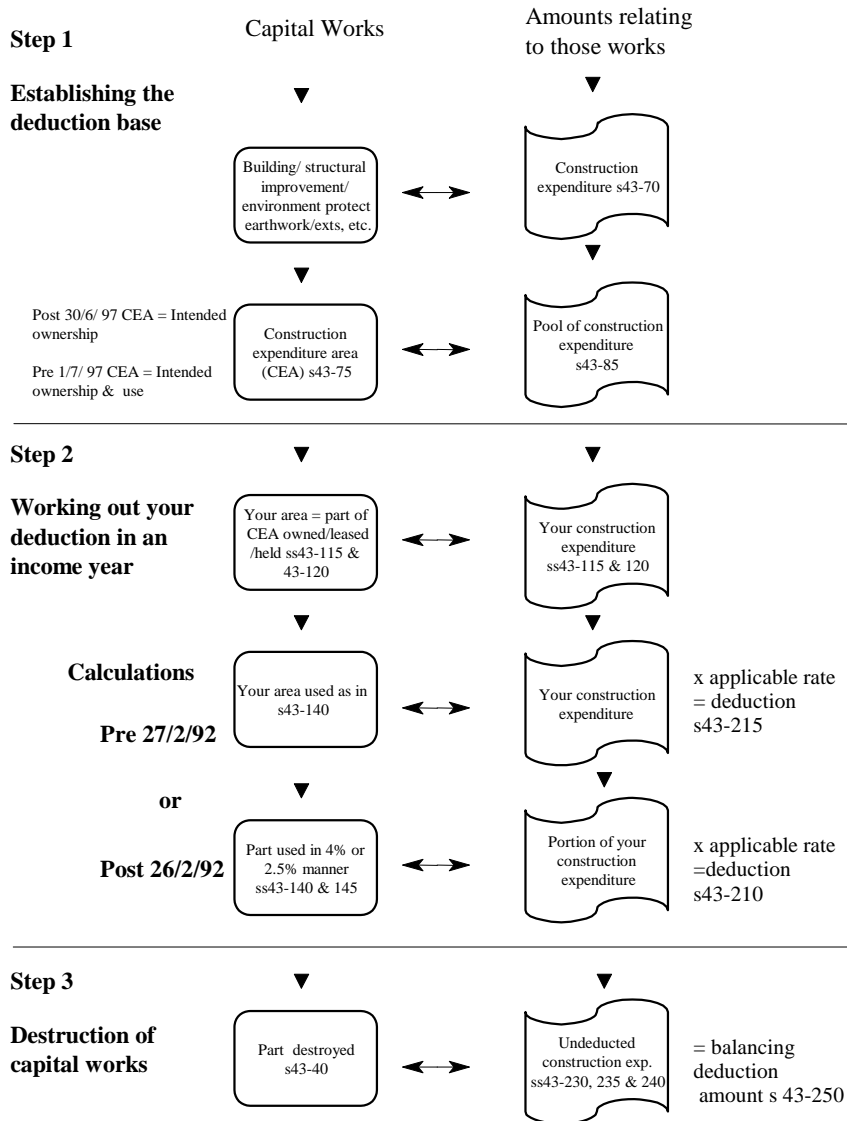 Step 1
Capital Works
Amounts relating
to those works
Establishing the
deduction base
Building/ structural
improvement/
environment protect
earthwork/exts, etc.
Construction
expenditure s43-70
Post 30/6/ 97 CEA = Intended
ownership
Pre 1/7/ 97 CEA = Intended
ownership & use
Construction
expenditure area
(CEA) s43-75
Pool of construction
expenditure
s43-85
Step 2
Working out your
deduction in an
income year
Your area = part of
CEA owned/leased
/held ss43-115 &
43-120
Your construction
expenditure
ss43-115 & 120
Calculations
Pre 27/2/92
Your area used as in
s43-140
Your construction
expenditure
x applicable rate
= deduction
s43-215
or
Post 26/2/92
Part used in 4% or
2.5% manner
ss43-140 & 145
Portion of your
construction
expenditure
x applicable rate
=deduction
s43-210
Step 3
Destruction of
capital works
Part destroyed
s43-40
Undeducted
construction exp.
ss43-230, 235 & 240
= balancing
deduction
amount s 43-250